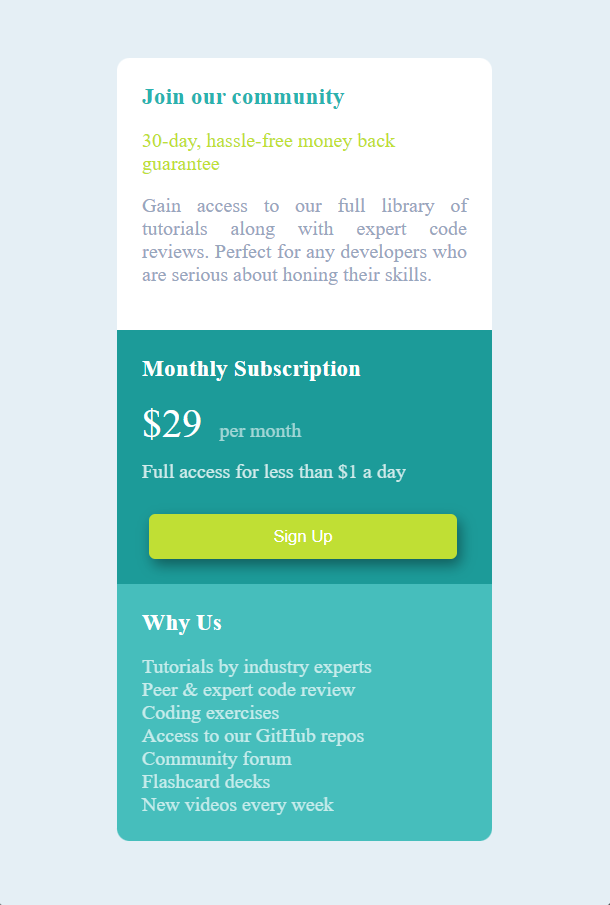 Join our community
30-day, hassle-free money back
guarantee
Gain access to our full library of
tutorials along with expert code
reviews. Perfect for any developers who
are serious about honing their skills.
Monthly Subscription
$29 per month
Full access for less than $1 a day
Sign Up
Why Us
Tutorials by industry experts
Peer & expert code review
Coding exercises
Access to our GitHub repos
Community forum
Flashcard decks
New videos every week